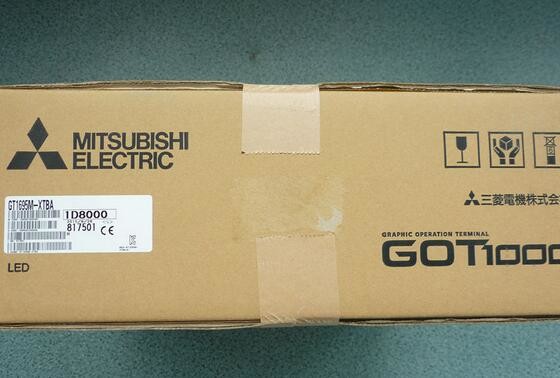 MITSUBISHI
ELECTRIC
GT1695M-XTBA
1D8000
817501 CE
LED
三菱電機株式会
GRAPHIC OPERATION TERMINAL
GOT1000